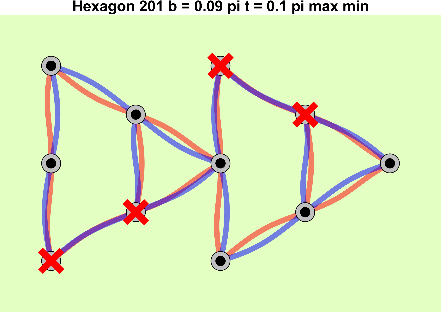 Hexagon 201 b = 0.09 pi t = 0.1 pi max min